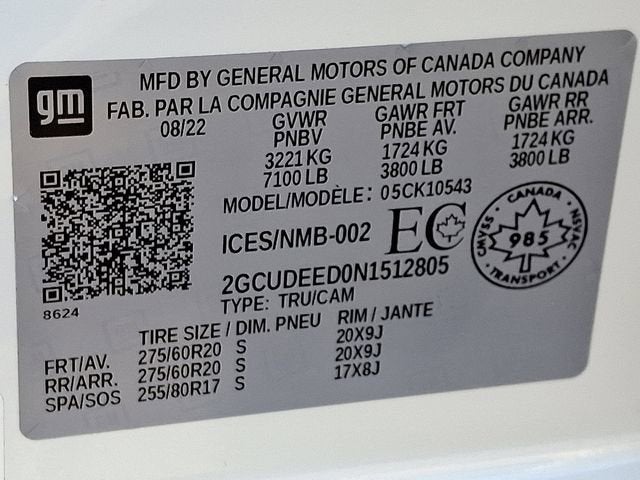 gm
MFD BY GENERAL MOTORS OF CANADA COMPANY
FAB. PAR LA COMPAGNIE GENERAL MOTORS DU CANADA
08/22 GVWR GAWR FRT GAWR RR
PNBV PNBE AV. PNBE ARR.
3221 KG 1724 KG 1724 KG
7100 LB 3800 LB 3800 LB
MODEL/MODÈLE: 05CK10543
ICES/NMB-002 EC
CANADA
CMVSS 985 NSVAC
TRANSPORT
2GCUDEED0N1512805
TYPE: TRU/CAM
8624
TIRE SIZE / DIM. PNEU RIM / JANTE
FRT/AV. 275/60R20 S 20X9J
RR/ARR. 275/60R20 S 20X9J
SPA/SOS 255/80R17 S 17X8J